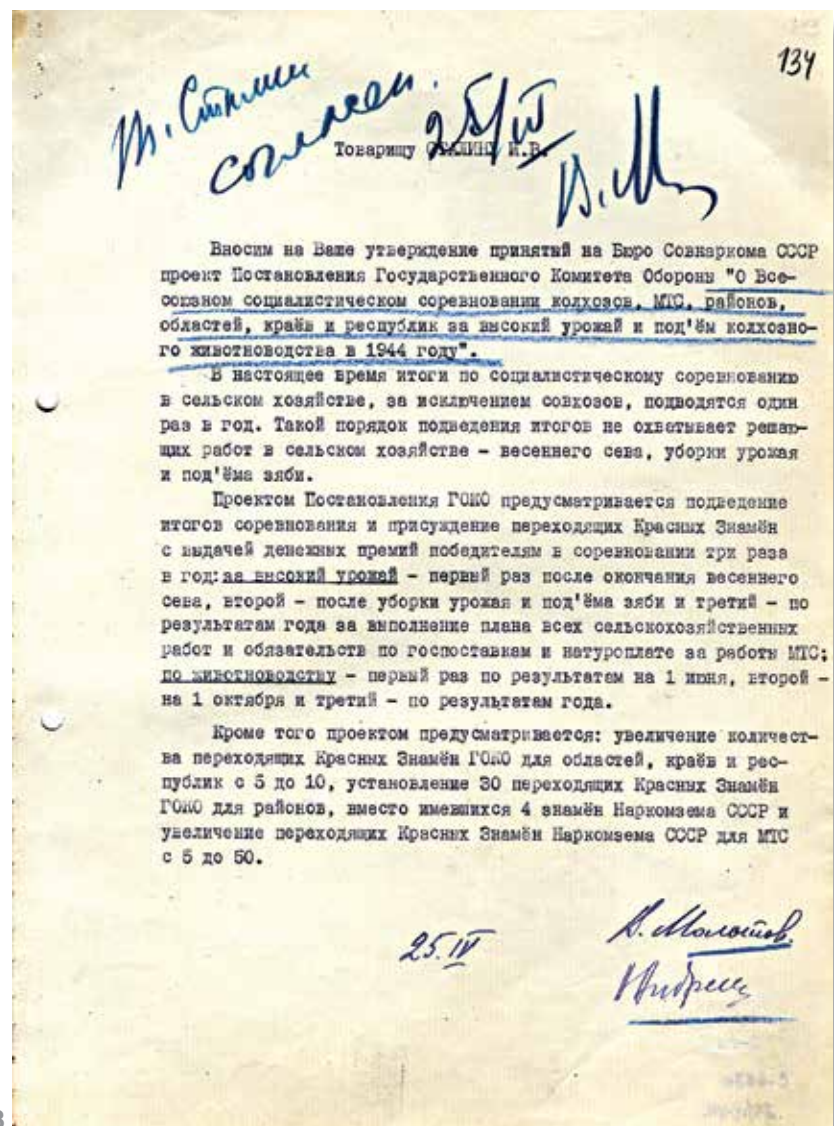 134
т. Сталин
согласен.
25/IV
В. М
Товарищу СТАЛИНУ И.В.
Вносим на Ваше утверждение принятый на Бюро Совнаркома СССР
проект Постановления Государственного Комитета Обороны "О Все-
союзном социалистическом соревновании колхозов, МТС, районов,
областей, краёв и республик за высокий урожай и под'ём колхозно-
го животноводства в 1944 году".
В настоящее время итоги по социалистическому соревнованию
в сельском хозяйстве, за исключением совхозов, подводятся один
раз в год. Такой порядок подведения итогов не охватывает решаю-
щих работ в сельском хозяйстве - весеннего сева, уборки урожая
и под'ёма зяби.
Проектом Постановления ГОКО предусматривается подведение
итогов соревнования и присуждение переходящих Красных Знамён
с выдачей денежных премий победителям в соревновании три раза
в год: за высокий урожай - первый раз после окончания весеннего
сева, второй - после уборки урожая и под'ёма зяби и третий - по
результатам года за выполнение плана всех сельскохозяйственных
работ и обязательств по госпоставкам и натуроплате за работы МТС;
по животноводству - первый раз по результатам на 1 июня, второй -
на 1 октября и третий - по результатам года.
Кроме того проектом предусматривается: увеличение количест-
ва переходящих Красных Знамён ГОКО для областей, краёв и рес-
публик с 5 до 10, установление 30 переходящих Красных Знамён
ГОКО для районов, вместо имевшихся 4 знамён Наркомзема СССР и
увеличение переходящих Красных Знамён Наркомзема СССР для МТС
с 5 до 50.
25.IV
В. Молотов.
Андреев
3